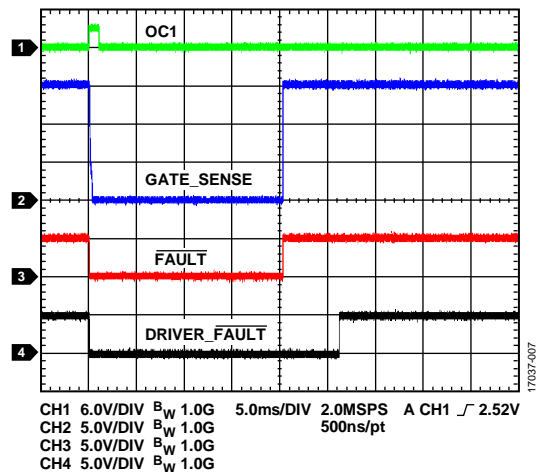 OC1
1
GATE_SENSE
2
FAULT
3
DRIVER_FAULT
4
17037-007
CH1 6.0V/DIV BW 1.0G 5.0ms/DIV 2.0MSPS A CH1 2.52V
CH2 5.0V/DIV BW 1.0G 500ns/pt
CH3 5.0V/DIV BW 1.0G
CH4 5.0V/DIV BW 1.0G